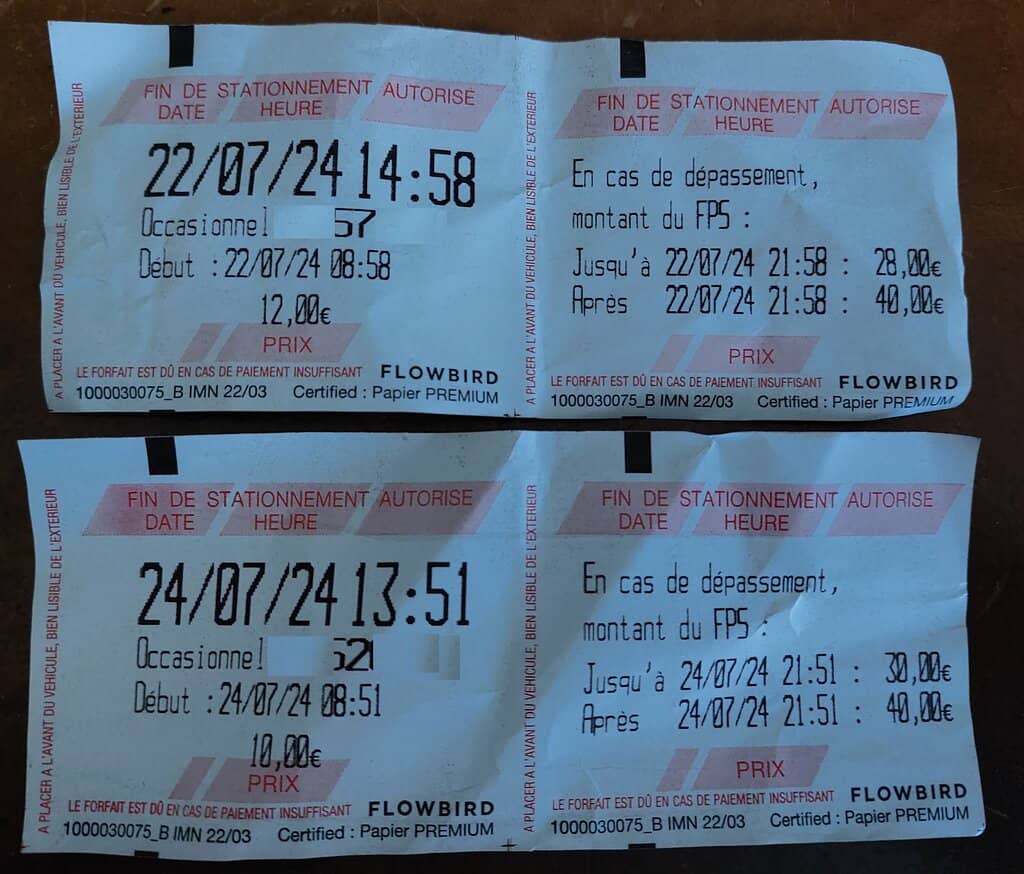 FIN DE STATIONNEMENT AUTORISE
DATE HEURE
22/07/24 14:58
Occasionnel 57
Début : 22/07/24 08:58
12,00€
PRIX
LE FORFAIT EST DÛ EN CAS DE PAIEMENT INSUFFISANT FLOWBIRD
1000030075_B IMN 22/03 Certified : Papier PREMIUM
A PLACER A L'AVANT DU VEHICULE, BIEN LISIBLE DE L'EXTERIEUR
FIN DE STATIONNEMENT AUTORISE
DATE HEURE
En cas de dépassement,
montant du FPS :
Jusqu'à 22/07/24 21:58 : 28,00€
Après 22/07/24 21:58 : 40,00€
PRIX
LE FORFAIT EST DÛ EN CAS DE PAIEMENT INSUFFISANT FLOWBIRD
1000030075_B IMN 22/03 Certified : Papier PREMIUM
A PLACER A L'AVANT DU VEHICULE, BIEN LISIBLE DE L'EXTERIEUR
FIN DE STATIONNEMENT AUTORISE
DATE HEURE
24/07/24 13:51
Occasionnel 521
Début : 24/07/24 08:51
10,00€
PRIX
LE FORFAIT EST DÛ EN CAS DE PAIEMENT INSUFFISANT FLOWBIRD
1000030075_B IMN 22/03 Certified : Papier PREMIUM
A PLACER A L'AVANT DU VEHICULE, BIEN LISIBLE DE L'EXTERIEUR
FIN DE STATIONNEMENT AUTORISE
DATE HEURE
En cas de dépassement,
montant du FPS :
Jusqu'à 24/07/24 21:51 : 30,00€
Après 24/07/24 21:51 : 40,00€
PRIX
LE FORFAIT EST DÛ EN CAS DE PAIEMENT INSUFFISANT FLOWBIRD
1000030075_B IMN 22/03 Certified : Papier PREMIUM
A PLACER A L'AVANT DU VEHICULE, BIEN LISIBLE DE L'EXTERIEUR